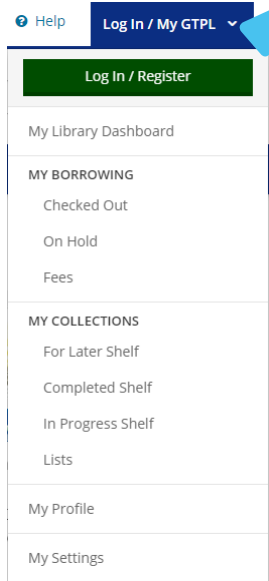 Help
Log In / My GTPL
Log In / Register
My Library Dashboard
MY BORROWING
Checked Out
On Hold
Fees
MY COLLECTIONS
For Later Shelf
Completed Shelf
In Progress Shelf
Lists
My Profile
My Settings